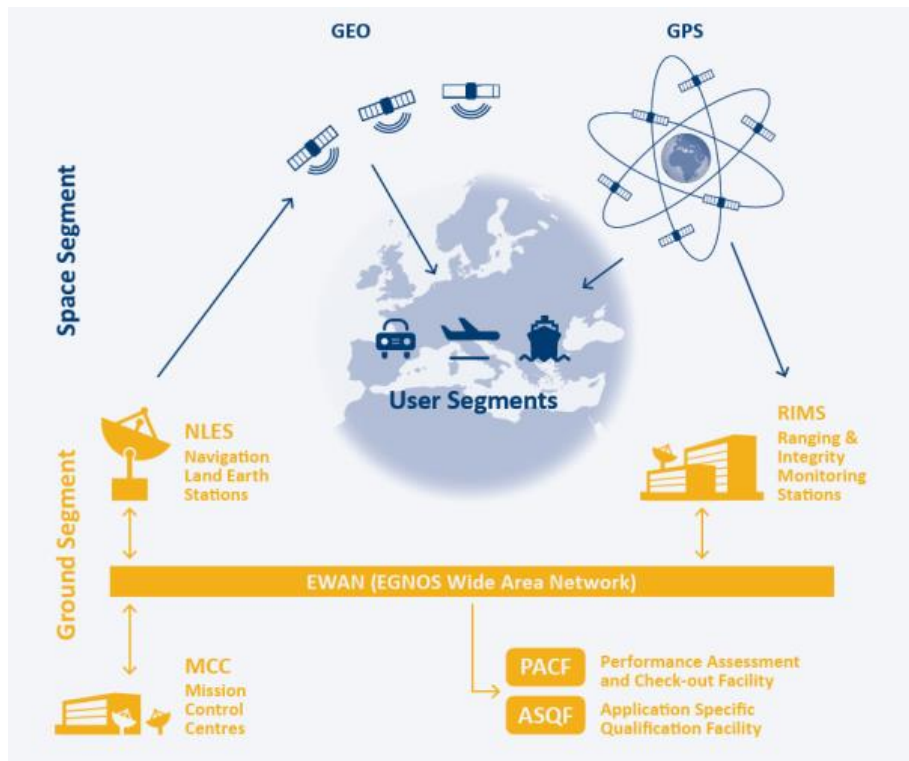 GEO
GPS
Space Segment
User Segments
NLES
Navigation
Land Earth
Stations
RIMS
Ranging &
Integrity
Monitoring
Stations
Ground Segment
EWAN (EGNOS Wide Area Network)
MCC
Mission
Control
Centres
PACF
Performance Assessment
and Check-out Facility
ASQF
Application Specific
Qualification Facility